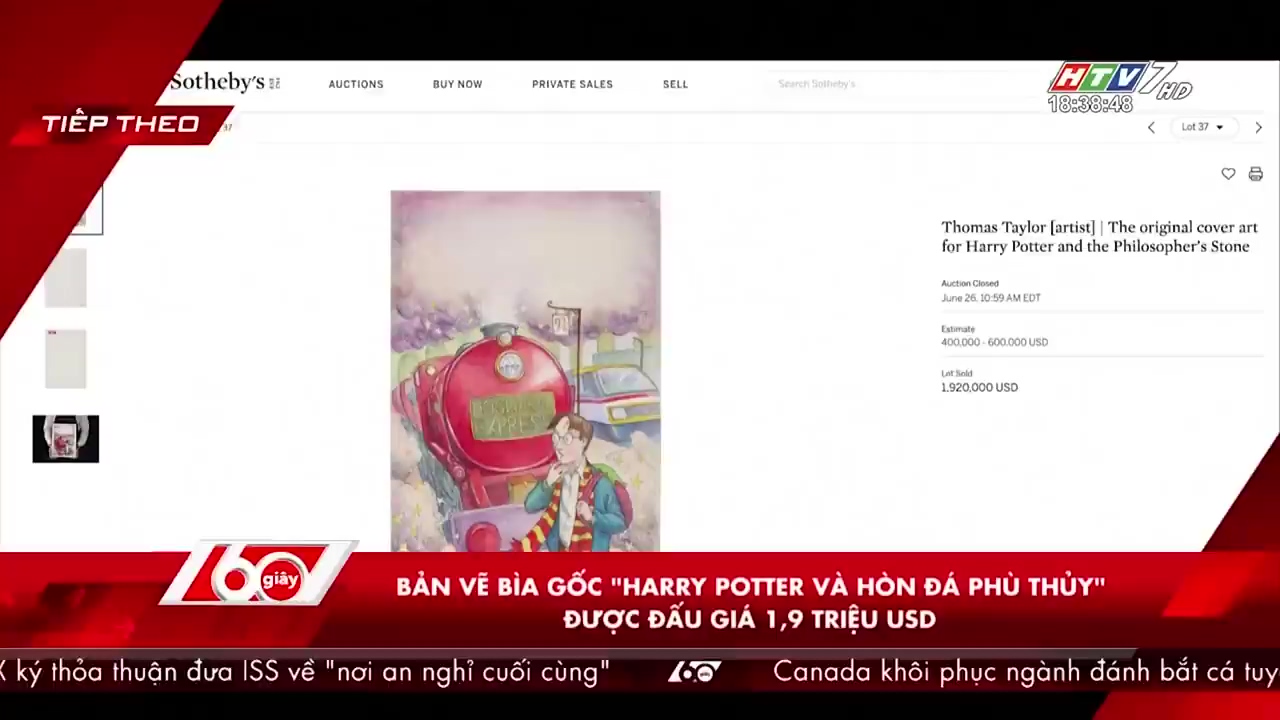 Sotheby's
AUCTIONS
BUY NOW
PRIVATE SALES
SELL
Search Sotheby's
HTV7 HD
18:38:48
TIẾP THEO
37
Lot 37
Thomas Taylor [artist] | The original cover art
for Harry Potter and the Philosopher's Stone
Auction Closed
June 26, 10:59 AM EDT
Estimate
400,000 - 600,000 USD
Lot Sold
1,920,000 USD
EXPRESS
60 giây
BẢN VẼ BÌA GỐC "HARRY POTTER VÀ HÒN ĐÁ PHÙ THỦY"
ĐƯỢC ĐẤU GIÁ 1,9 TRIỆU USD
X ký thỏa thuận đưa ISS về "nơi an nghỉ cuối cùng"
60 giây
Canada khôi phục ngành đánh bắt cá tuy